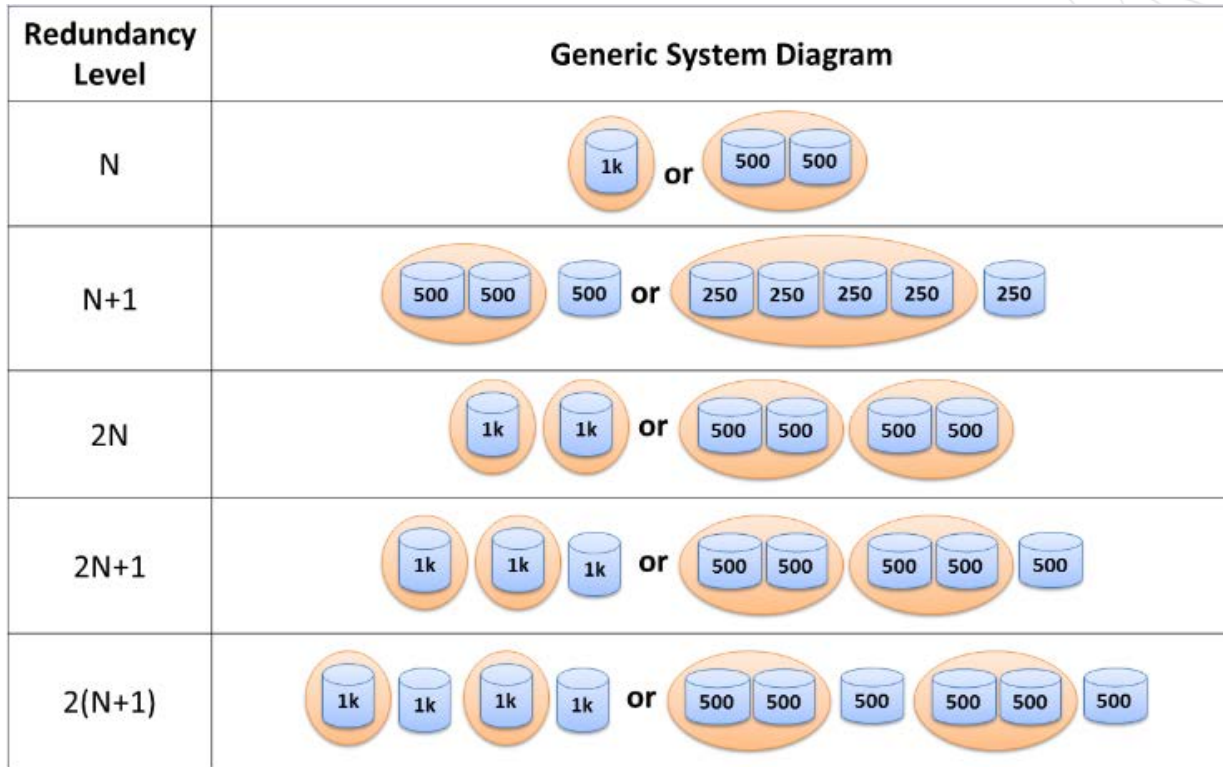 Redundancy
Level
Generic System Diagram
N
1k or 500 500
N+1
500 500 500 or 250 250 250 250 250
2N
1k 1k or 500 500 500 500
2N+1
1k 1k 1k or 500 500 500 500 500
2(N+1)
1k 1k 1k 1k or 500 500 500 500 500 500